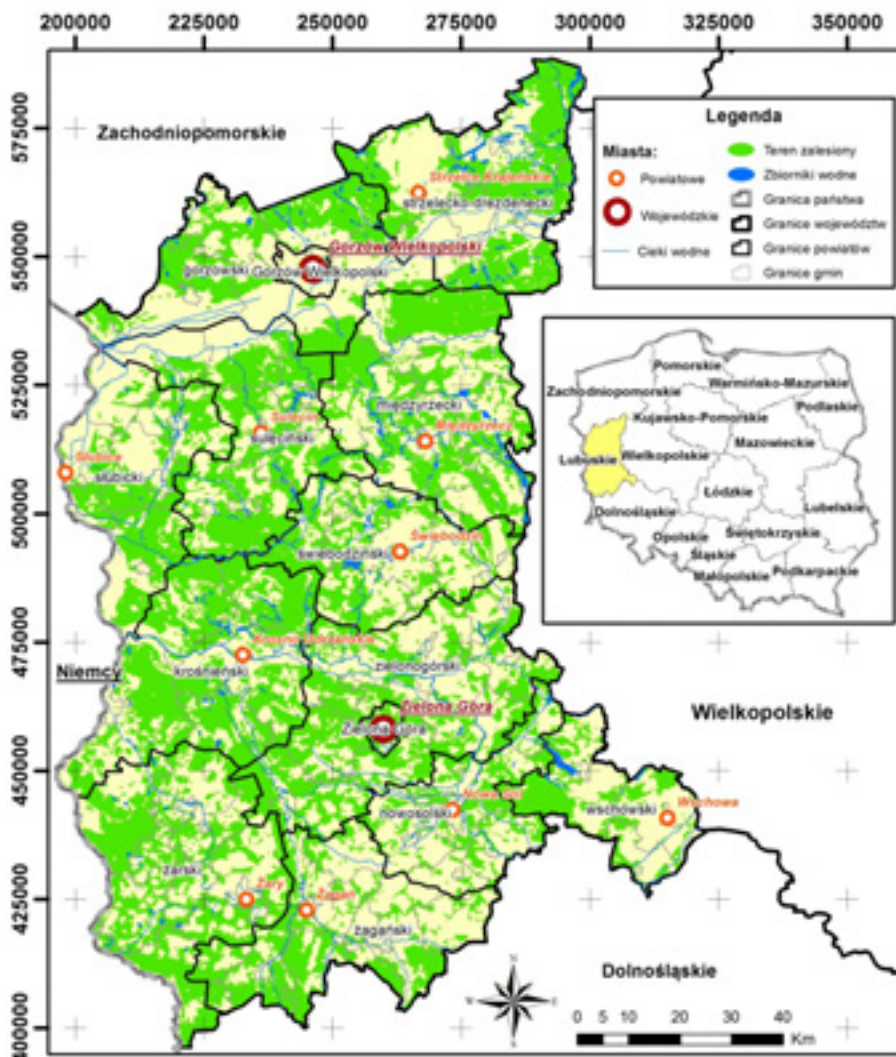 200000 225000 250000 275000 300000 325000 350000
575000
550000
525000
500000
475000
450000
425000
400000
Zachodniopomorskie
Legenda
Miasta:
Powiatowe
Wojewódzkie
Cieki wodne
Teren zalesiony
Zbiorniki wodne
Granica państwa
Granice województw
Granice powiatów
Granice gmin
Strzelce Krajeńskie
strzelecko-drezdenecki
Gorzów Wielkopolski
gorzowski
Gorzów Wielkopolski
Pomorskie
Warmińsko-Mazurskie
Zachodniopomorskie
Podlaskie
Kujawsko-Pomorskie
Mazowieckie
Lubuskie
Wielkopolskie
Łódzkie
Lubelskie
Dolnośląskie
Opolskie
Świętokrzyskie
Śląskie
Małopolskie
Podkarpackie
międzyrzecki
Międzyrzecz
Sulęcin
sulęciński
Słubice
słubicki
Świebodzin
świebodziński
Krosno Odrzańskie
krośnieński
zielonogórski
Niemcy
Zielona Góra
Zielona Góra
Wielkopolskie
Nowa Sól
nowosolski
wschowski
Wschowa
żarski
Żary
Żagań
żagański
Dolnośląskie
N
W
E
S
0 5 10 20 30 40
Km